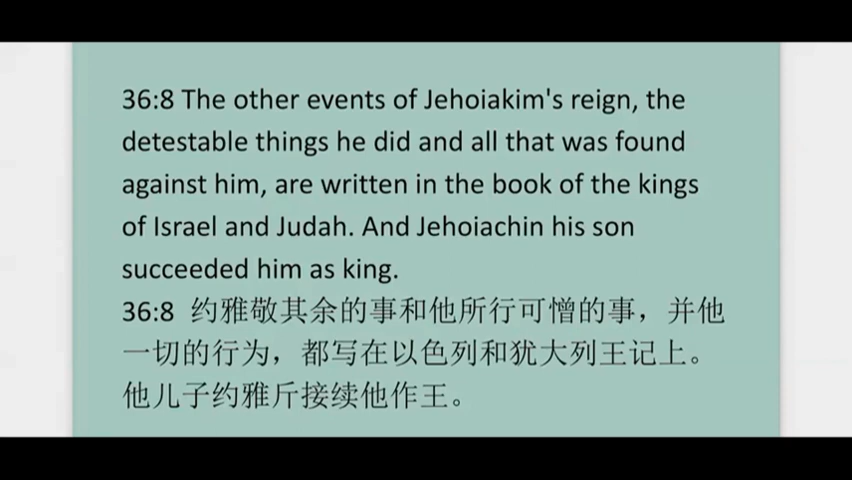 36:8 The other events of Jehoiakim's reign, the
detestable things he did and all that was found
against him, are written in the book of the kings
of Israel and Judah. And Jehoiachin his son
succeeded him as king.
36:8 约雅敬其余的事和他所行可憎的事，并他
一切的行为，都写在以色列和犹大列王记上。
他儿子约雅斤接续他作王。